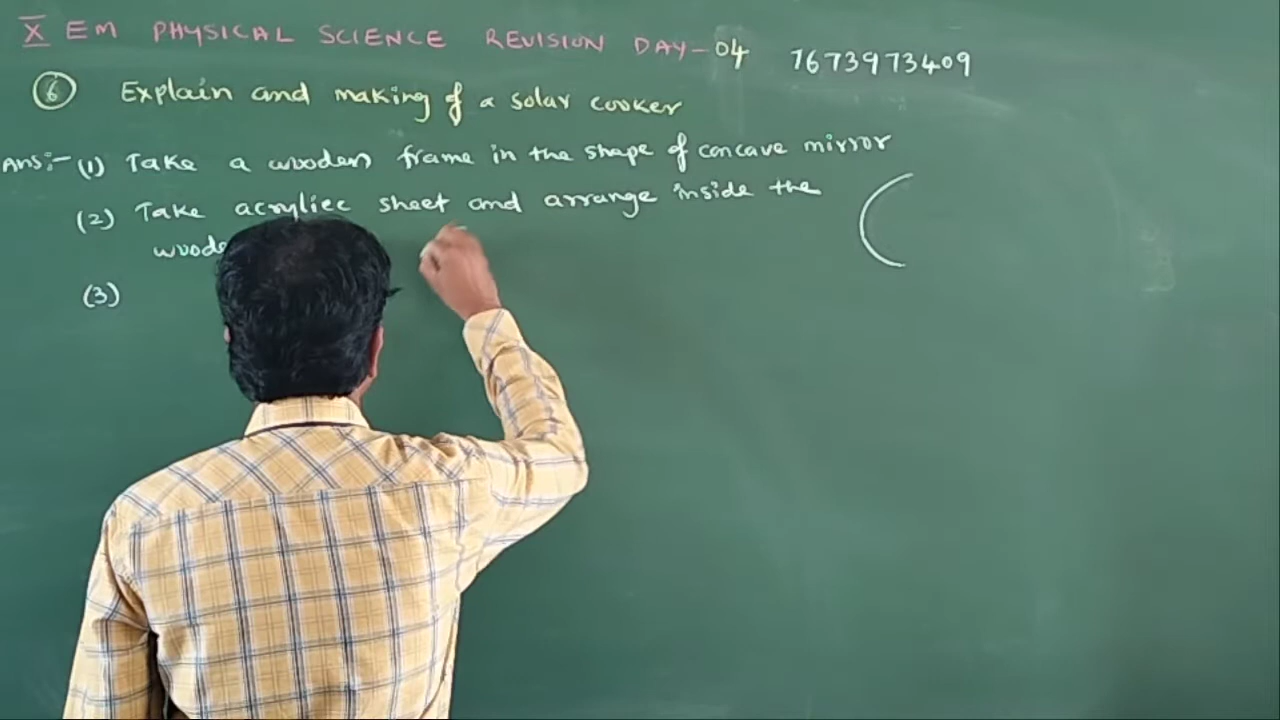 X EM PHYSICAL SCIENCE REVISION DAY-04 7673973409
6 Explain and making of a solar cooker
Ans:- (1) Take a wooden frame in the shape of concave mirror
(2) Take acryliec sheet and arrange inside the
(3)